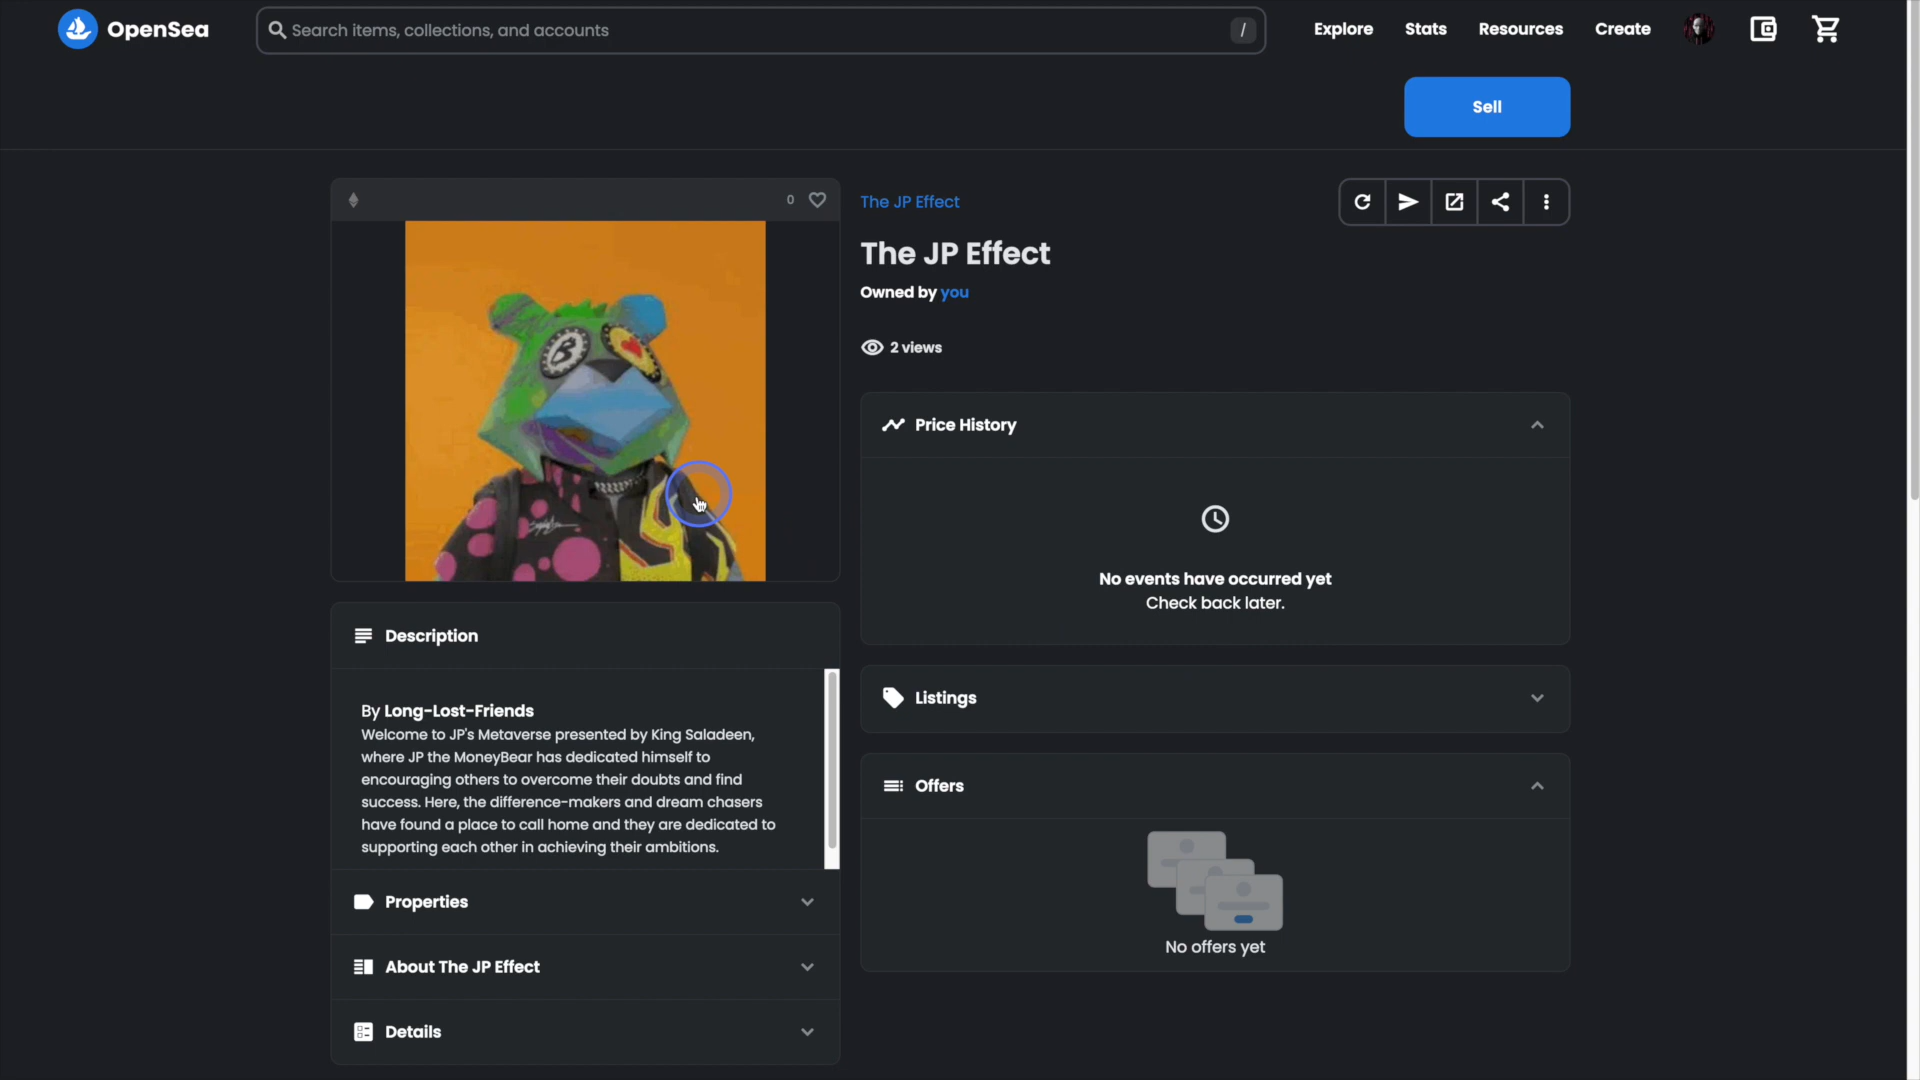 OpenSea
Search items, collections, and accounts
/
Explore
Stats
Resources
Create
Sell
0
The JP Effect
The JP Effect
Owned by you
2 views
B
Price History
No events have occurred yet
Check back later.
Description
By Long-Lost-Friends
Welcome to JP's Metaverse presented by King Saladeen,
where JP the MoneyBear has dedicated himself to
encouraging others to overcome their doubts and find
success. Here, the difference-makers and dream chasers
have found a place to call home and they are dedicated to
supporting each other in achieving their ambitions.
Listings
Offers
No offers yet
Properties
About The JP Effect
Details